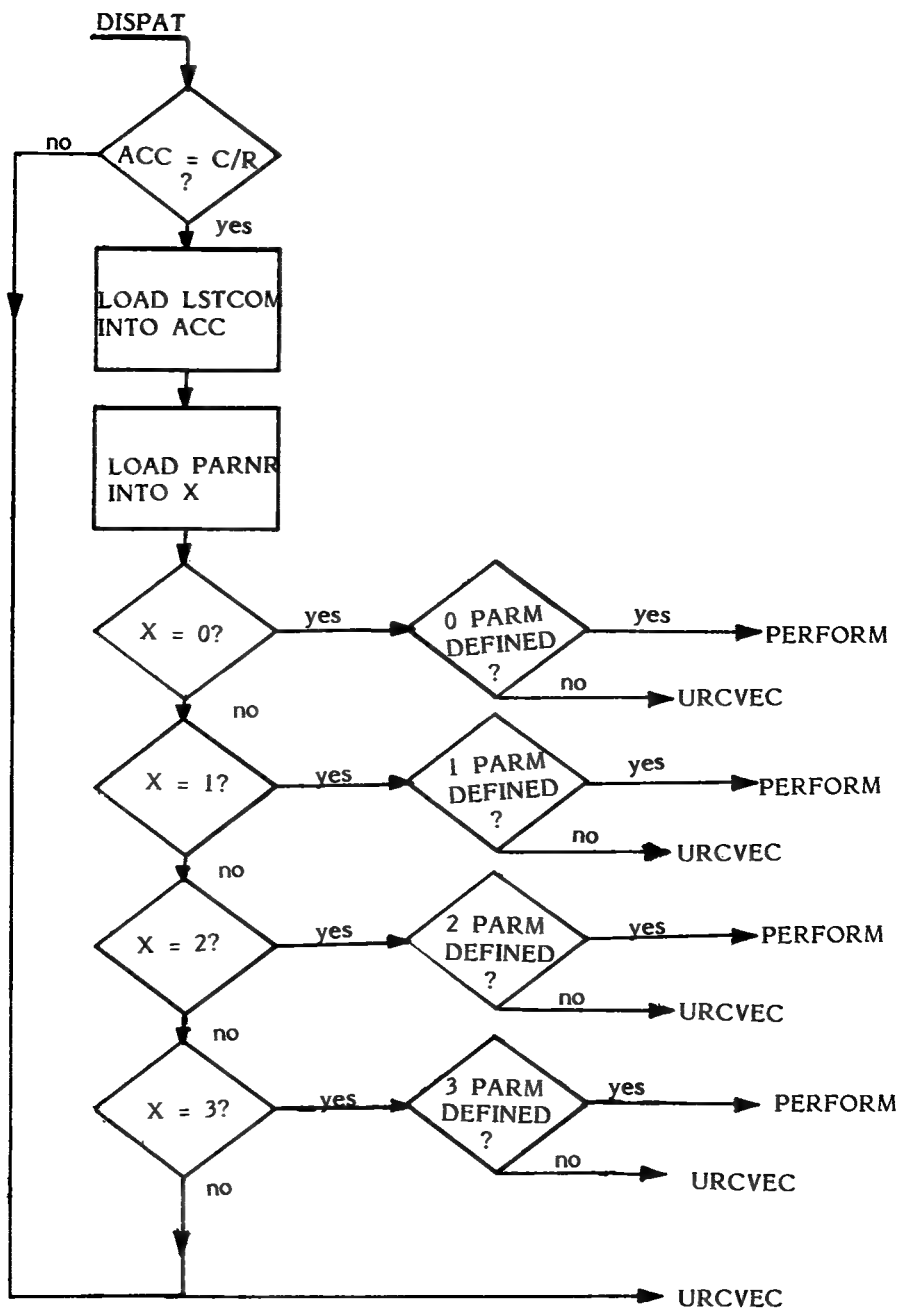 DISPAT
no
ACC = C/R
?
yes
LOAD LSTCOM
INTO ACC
LOAD PARNR
INTO X
X = 0?
yes
0 PARM
DEFINED
?
yes
PERFORM
no
URCVEC
no
X = 1?
yes
1 PARM
DEFINED
?
yes
PERFORM
no
URCVEC
no
X = 2?
yes
2 PARM
DEFINED
?
yes
PERFORM
no
URCVEC
no
X = 3?
yes
3 PARM
DEFINED
?
yes
PERFORM
no
URCVEC
no
URCVEC